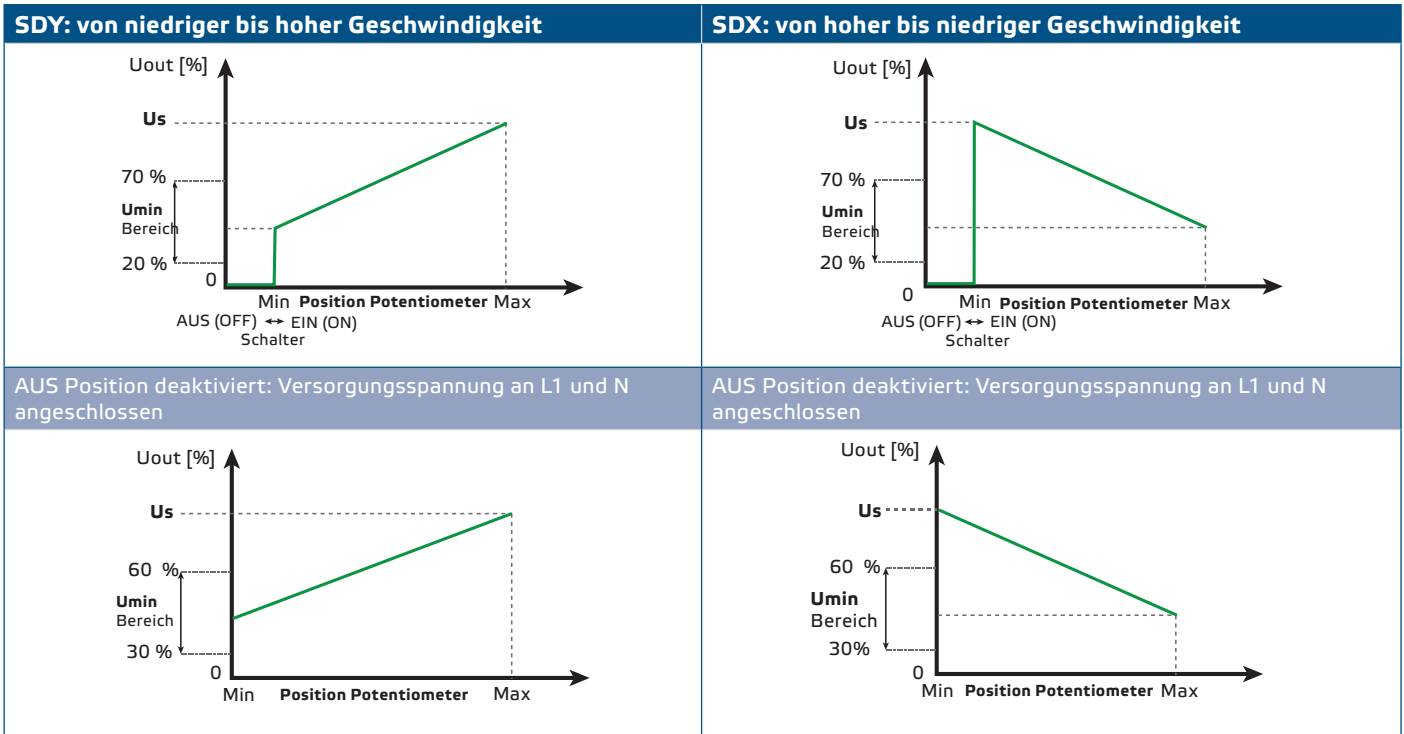 SDY: von niedriger bis hoher Geschwindigkeit
Uout [%]
Us
70 %
Umin
Bereich
20 %
0
Min Position Potentiometer Max
AUS (OFF) ↔ EIN (ON)
Schalter
SDX: von hoher bis niedriger Geschwindigkeit
Uout [%]
Us
70 %
Umin
Bereich
20 %
0
Min Position Potentiometer Max
AUS (OFF) ↔ EIN (ON)
Schalter
AUS Position deaktiviert: Versorgungsspannung an L1 und N
angeschlossen
Uout [%]
Us
60 %
Umin
Bereich
30 %
0
Min Position Potentiometer Max
AUS Position deaktiviert: Versorgungsspannung an L1 und N
angeschlossen
Uout [%]
Us
60 %
Umin
Bereich
30%
0
Min Position Potentiometer Max